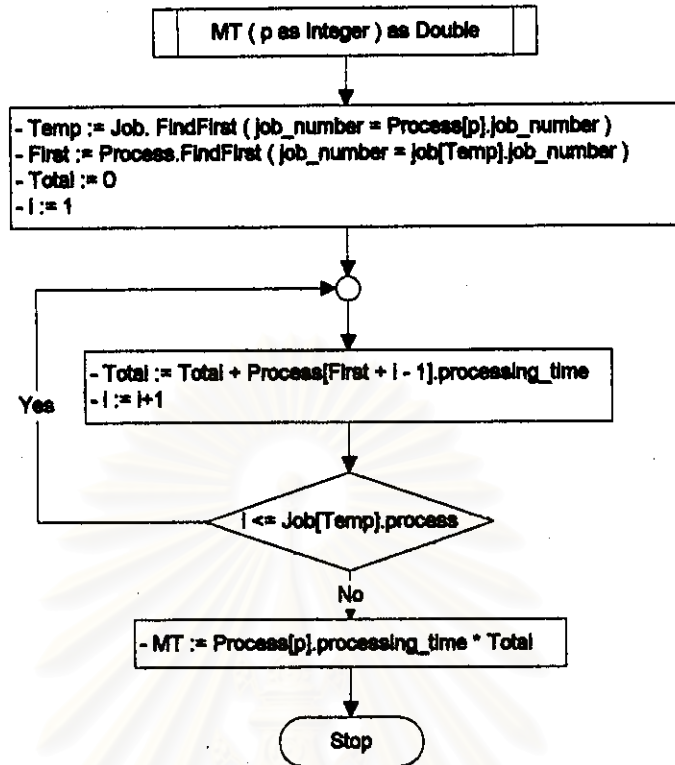 MT ( p as Integer ) as Double
- Temp := Job. FindFirst ( job_number = Process[p].job_number )
- First := Process.FindFirst ( job_number = job[Temp].job_number )
- Total := 0
- i := 1
- Total := Total + Process[First + i - 1].processing_time
- i := i+1
Yes
i <= Job[Temp].process
No
- MT := Process[p].processing_time * Total
Stop